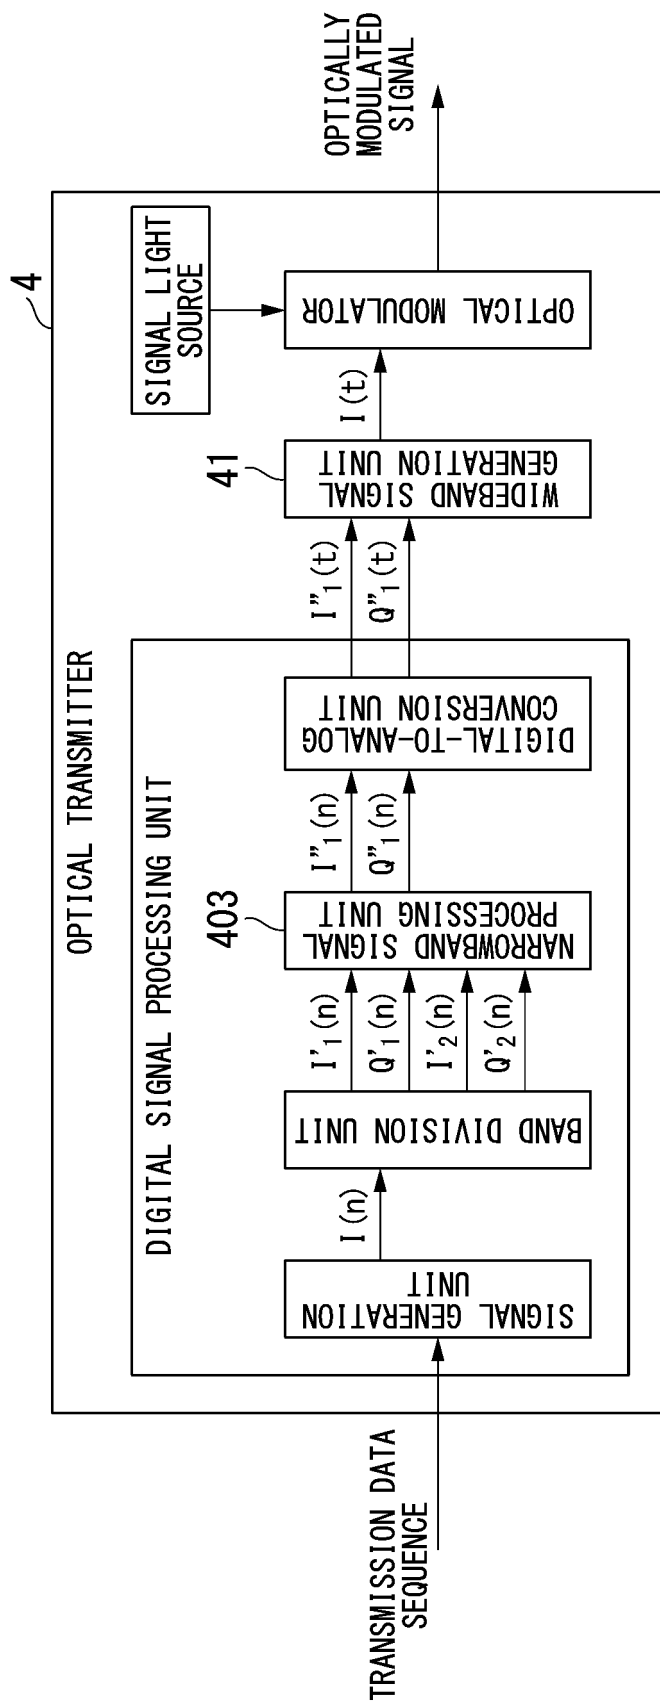 4
OPTICAL TRANSMITTER
DIGITAL SIGNAL PROCESSING UNIT
TRANSMISSION DATA
SEQUENCE
SIGNAL GENERATION
UNIT
I(n)
BAND DIVISION UNIT
I'₁(n)
Q'₁(n)
I'₂(n)
Q'₂(n)
403
NARROWBAND SIGNAL
PROCESSING UNIT
I"₁(n)
Q"₁(n)
DIGITAL-TO-ANALOG
CONVERSION UNIT
I"₁(t)
Q"₁(t)
41
WIDEBAND SIGNAL
GENERATION UNIT
I(t)
SIGNAL LIGHT
SOURCE
OPTICAL MODULATOR
OPTICALLY
MODULATED
SIGNAL